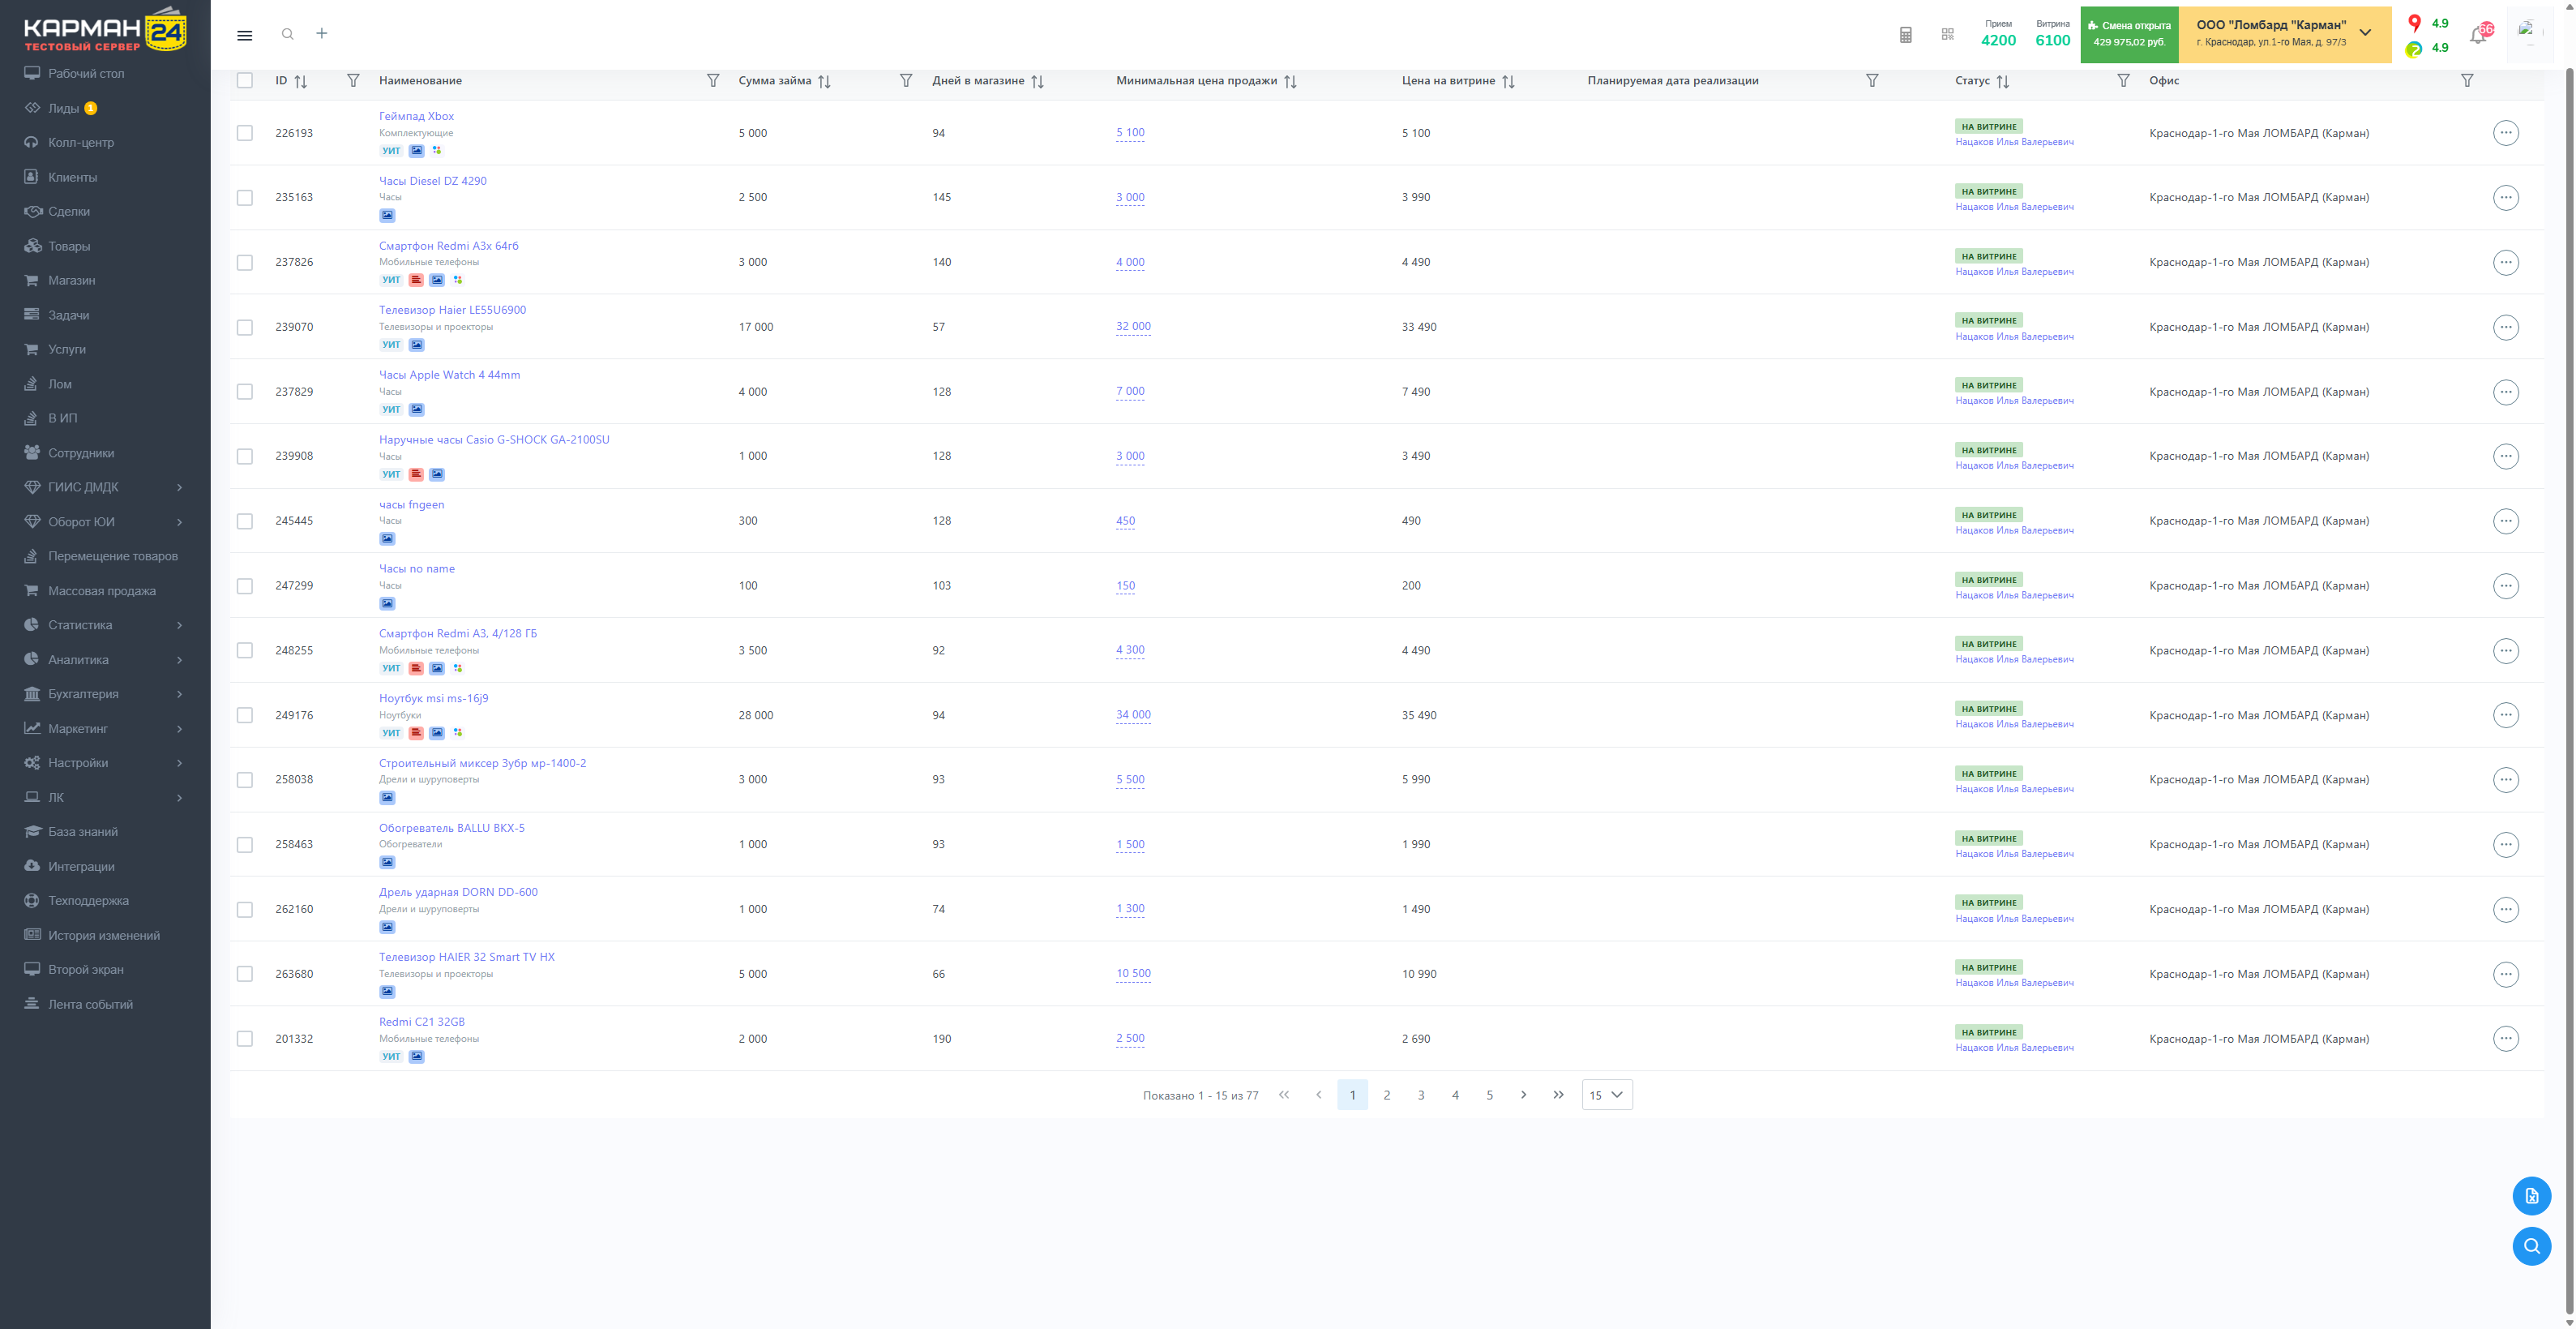 КАРМАН 24
ТЕСТОВЫЙ СЕРВЕР
Рабочий стол
Лиды 1
Колл-центр
Клиенты
Сделки
Товары
Магазин
Задачи
Услуги
Лом
В ИП
Сотрудники
ГИИС ДМДК
Оборот ЮИ
Перемещение товаров
Массовая продажа
Статистика
Аналитика
Бухгалтерия
Маркетинг
Настройки
ЛК
База знаний
Интеграции
Техподдержка
История изменений
Второй экран
Лента событий
Прием
4200
Витрина
6100
Смена открыта
429 975,02 руб.
ООО "Ломбард "Карман"
г. Краснодар, ул.1-го Мая, д. 97/3
4.9
4.9
ID Наименование Сумма займа Дней в магазине Минимальная цена продажи Цена на витрине Планируемая дата реализации Статус Офис
226193
Геймпад Xbox
Комплектующие
УИТ
5 000 94 5 100 5 100
НА ВИТРИНЕ
Нацаков Илья Валерьевич
Краснодар-1-го Мая ЛОМБАРД (Карман)
235163
Часы Diesel DZ 4290
Часы
2 500 145 3 000 3 990
НА ВИТРИНЕ
Нацаков Илья Валерьевич
Краснодар-1-го Мая ЛОМБАРД (Карман)
237826
Смартфон Redmi A3x 64гб
Мобильные телефоны
УИТ
3 000 140 4 000 4 490
НА ВИТРИНЕ
Нацаков Илья Валерьевич
Краснодар-1-го Мая ЛОМБАРД (Карман)
239070
Телевизор Haier LE55U6900
Телевизоры и проекторы
УИТ
17 000 57 32 000 33 490
НА ВИТРИНЕ
Нацаков Илья Валерьевич
Краснодар-1-го Мая ЛОМБАРД (Карман)
237829
Часы Apple Watch 4 44mm
Часы
УИТ
4 000 128 7 000 7 490
НА ВИТРИНЕ
Нацаков Илья Валерьевич
Краснодар-1-го Мая ЛОМБАРД (Карман)
239908
Наручные часы Casio G-SHOCK GA-2100SU
Часы
УИТ
1 000 128 3 000 3 490
НА ВИТРИНЕ
Нацаков Илья Валерьевич
Краснодар-1-го Мая ЛОМБАРД (Карман)
245445
часы fngeen
Часы
300 128 450 490
НА ВИТРИНЕ
Нацаков Илья Валерьевич
Краснодар-1-го Мая ЛОМБАРД (Карман)
247299
Часы no name
Часы
100 103 150 200
НА ВИТРИНЕ
Нацаков Илья Валерьевич
Краснодар-1-го Мая ЛОМБАРД (Карман)
248255
Смартфон Redmi A3, 4/128 ГБ
Мобильные телефоны
УИТ
3 500 92 4 300 4 490
НА ВИТРИНЕ
Нацаков Илья Валерьевич
Краснодар-1-го Мая ЛОМБАРД (Карман)
249176
Ноутбук msi ms-16j9
Ноутбуки
УИТ
28 000 94 34 000 35 490
НА ВИТРИНЕ
Нацаков Илья Валерьевич
Краснодар-1-го Мая ЛОМБАРД (Карман)
258038
Строительный миксер Зубр мр-1400-2
Дрели и шуруповерты
3 000 93 5 500 5 990
НА ВИТРИНЕ
Нацаков Илья Валерьевич
Краснодар-1-го Мая ЛОМБАРД (Карман)
258463
Обогреватель BALLU BKX-5
Обогреватели
1 000 93 1 500 1 990
НА ВИТРИНЕ
Нацаков Илья Валерьевич
Краснодар-1-го Мая ЛОМБАРД (Карман)
262160
Дрель ударная DORN DD-600
Дрели и шуруповерты
1 000 74 1 300 1 490
НА ВИТРИНЕ
Нацаков Илья Валерьевич
Краснодар-1-го Мая ЛОМБАРД (Карман)
263680
Телевизор HAIER 32 Smart TV HX
Телевизоры и проекторы
5 000 66 10 500 10 990
НА ВИТРИНЕ
Нацаков Илья Валерьевич
Краснодар-1-го Мая ЛОМБАРД (Карман)
201332
Redmi C21 32GB
Мобильные телефоны
УИТ
2 000 190 2 500 2 690
НА ВИТРИНЕ
Нацаков Илья Валерьевич
Краснодар-1-го Мая ЛОМБАРД (Карман)
Показано 1 - 15 из 77 1 2 3 4 5 15